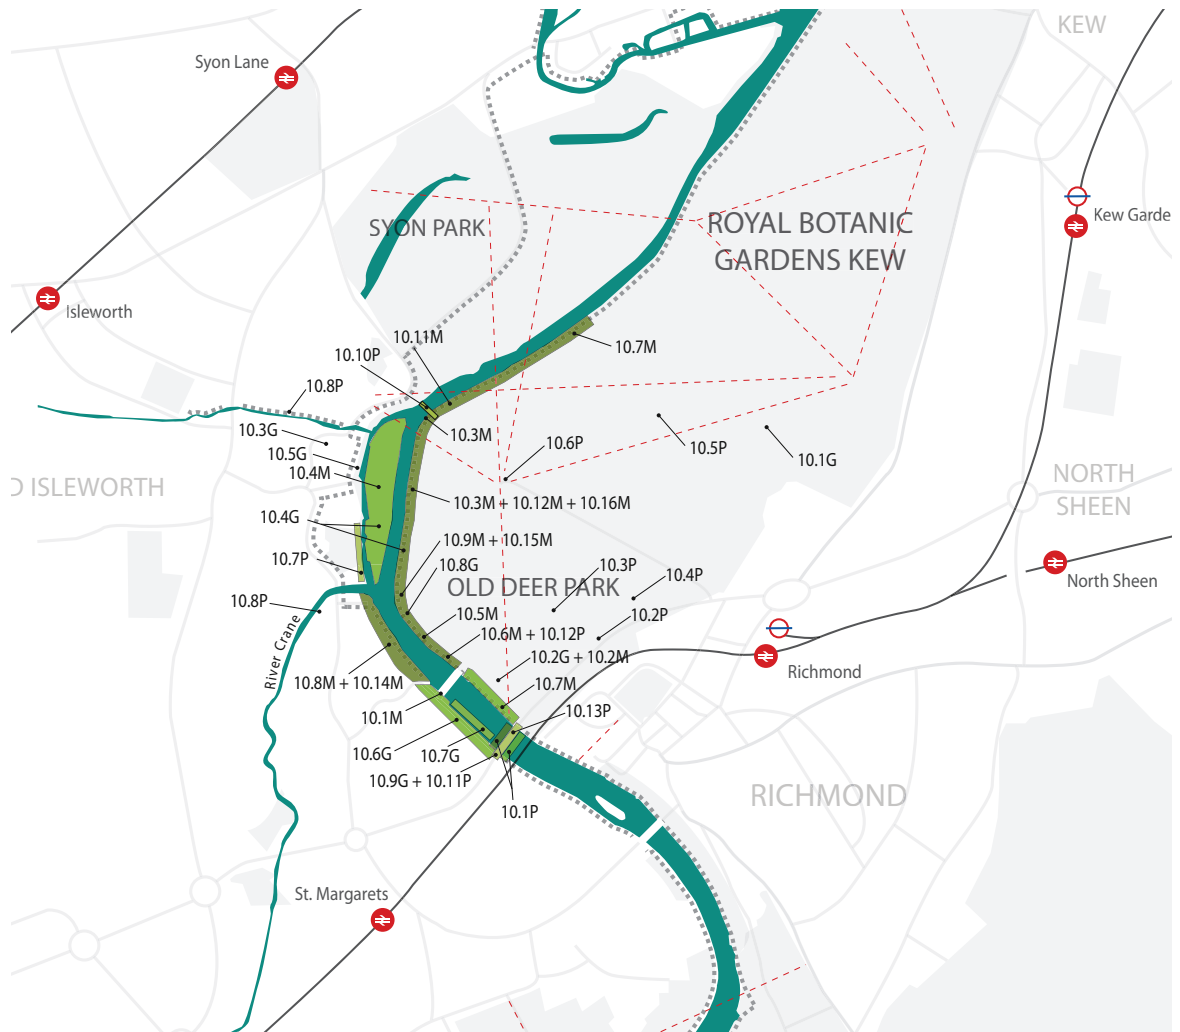 KEW
Syon Lane
Kew Garde
SYON PARK
ROYAL BOTANIC
GARDENS KEW
Isleworth
10.11M
10.7M
10.10P
10.8P
10.3G
10.3M
10.6P
10.5P
10.1G
10.5G
10.4M
D ISLEWORTH
NORTH
SHEEN
10.3M + 10.12M + 10.16M
10.4G
10.9M + 10.15M
10.7P
10.8G
10.3P
North Sheen
OLD DEER PARK
10.4P
10.8P
10.5M
10.2P
River Crane
10.6M + 10.12P
10.2G + 10.2M
Richmond
10.8M + 10.14M
10.7M
10.1M
10.13P
10.6G
10.7G
10.9G + 10.11P
RICHMOND
10.1P
St. Margarets